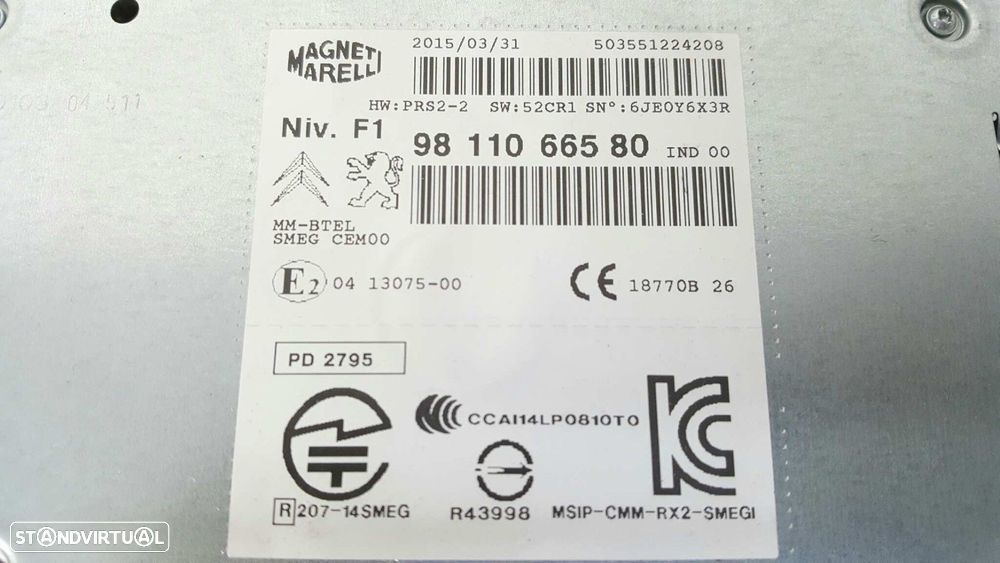 MAGNETI MARELLI
2015/03/31 503551224208
HW:PRS2-2 SW:52CR1 SN°:6JE0Y6X3R
Niv. F1
98 110 665 80 IND 00
MM-BTEL
SMEG CEM00
E2 04 13075-00
CE 18770B 26
PD 2795
CCAI14LP0810T0
KC
R 207-14SMEG
R43998
MSIP-CMM-RX2-SMEGI
STANDVIRTUAL